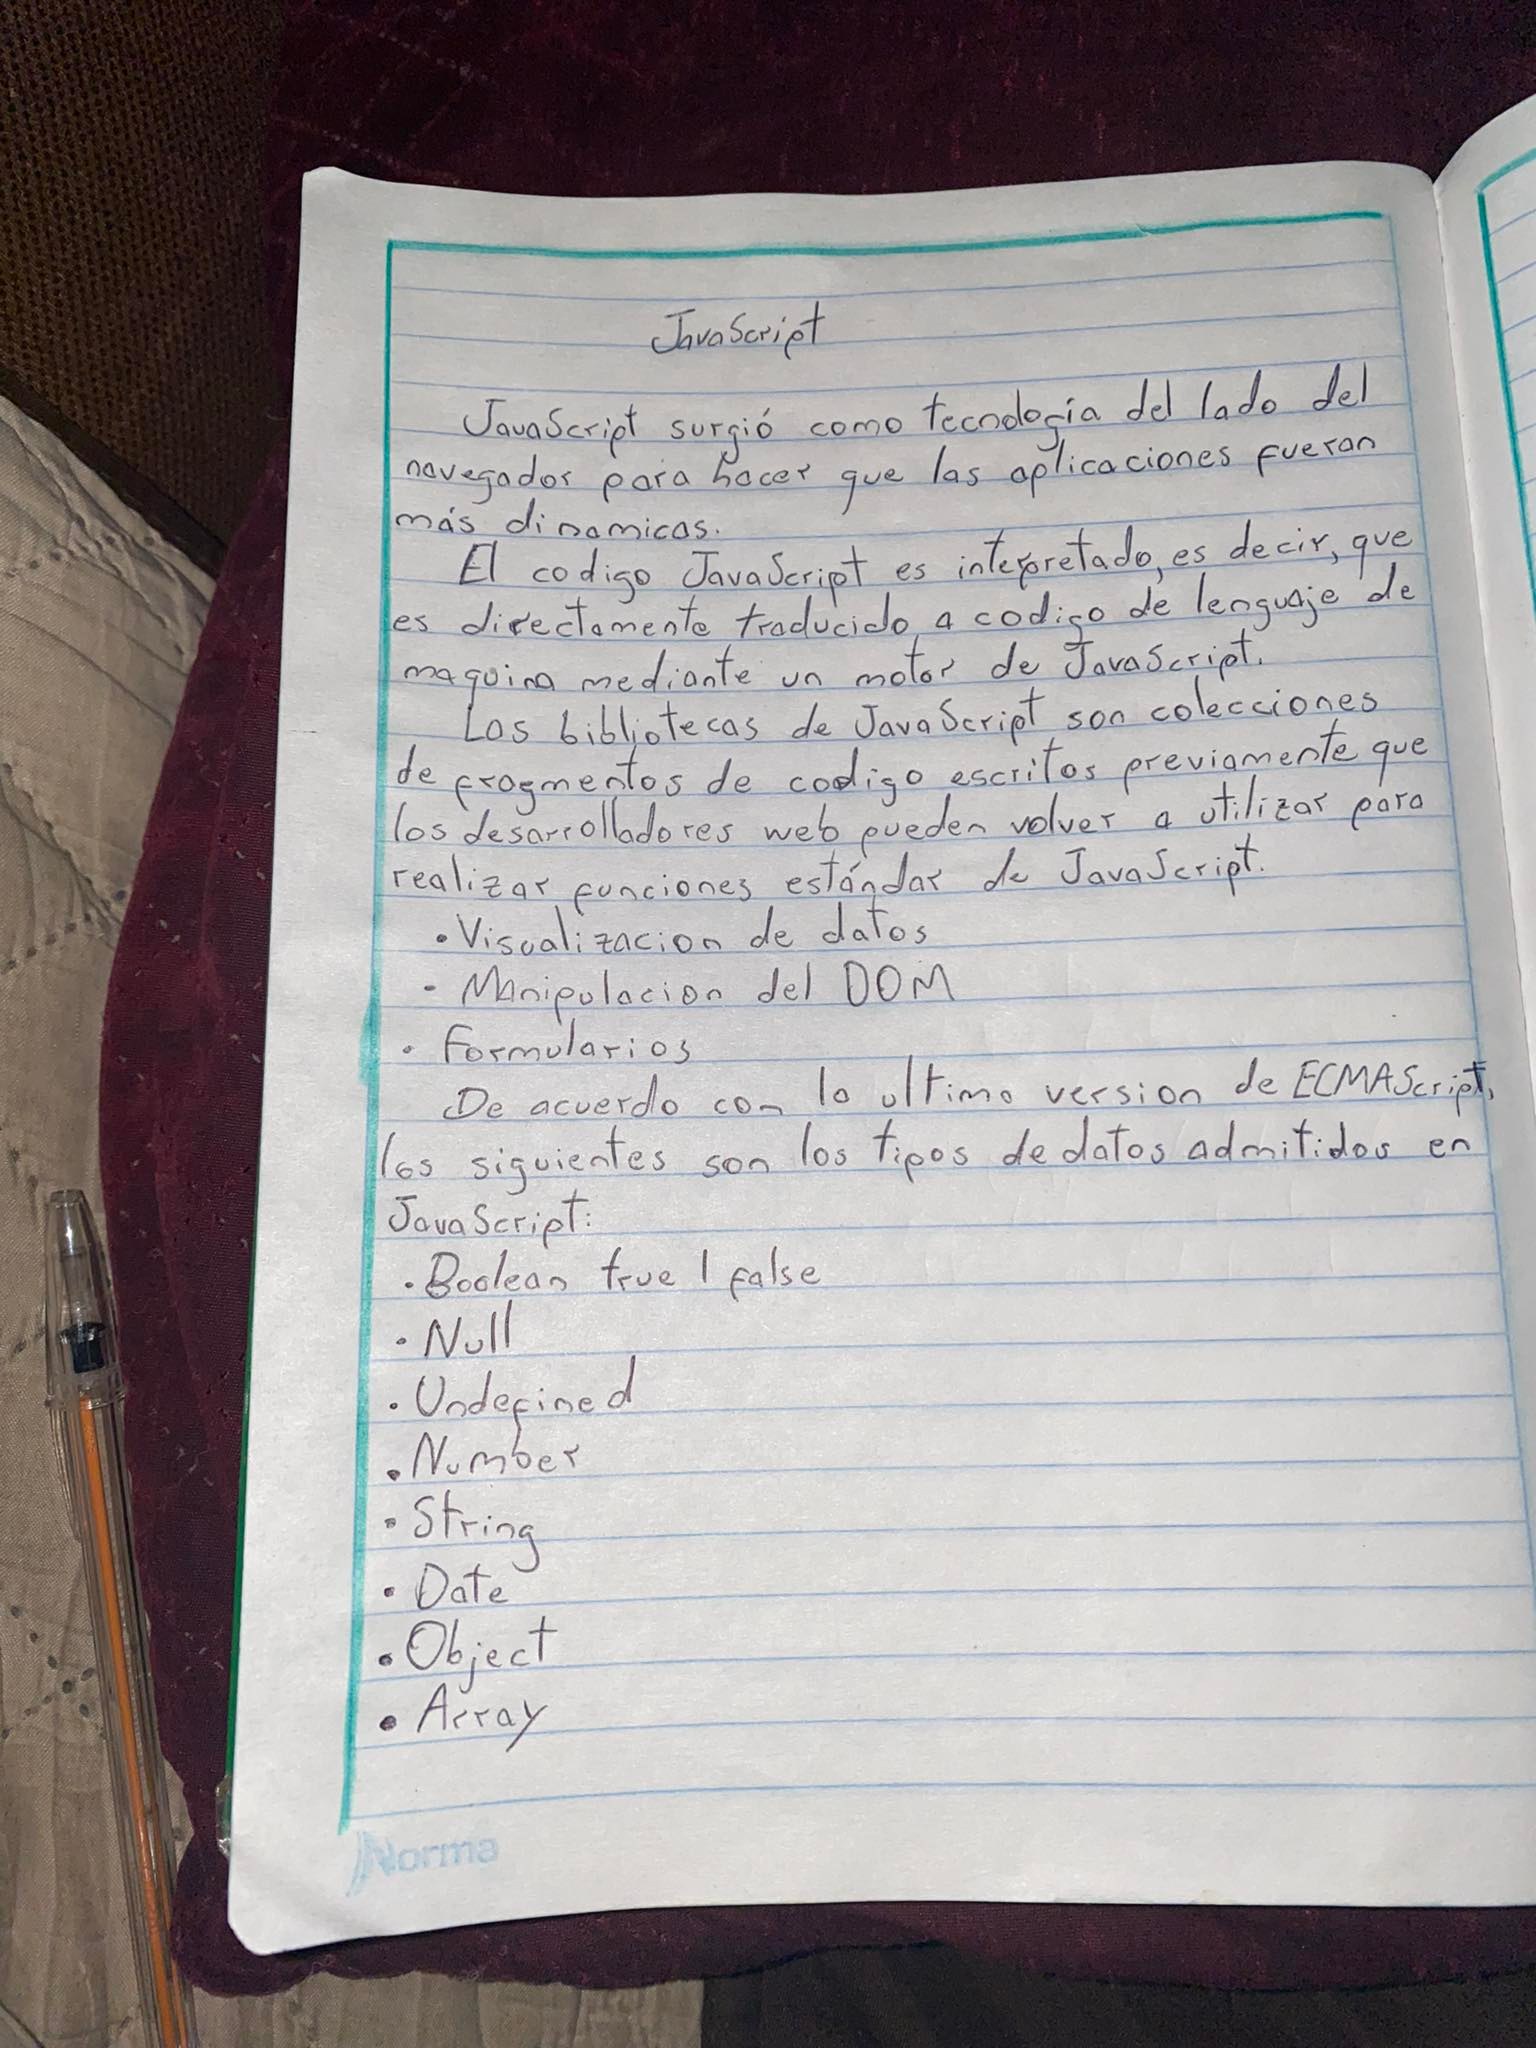 JavaScript
JavaScript surgió como tecnología del lado del
navegador para hacer que las aplicaciones fueran
más dinamicas.
El codigo JavaScript es interpretado, es decir, que
es directamente traducido a codigo de lenguaje de
maquina mediante un motor de JavaScript.
Las bibliotecas de JavaScript son colecciones
de fragmentos de codigo escritos previamente que
los desarrolladores web pueden volver a utilizar para
realizar funciones estándar de JavaScript.
• Visualizacion de datos
- Manipulacion del DOM
• Formularios
De acuerdo con la ultima version de ECMAScript,
los siguientes son los tipos de datos admitidos en
JavaScript:
• Boolean true | false
• Null
• Undefined
• Number
• String
• Date
• Object
• Array
Norma